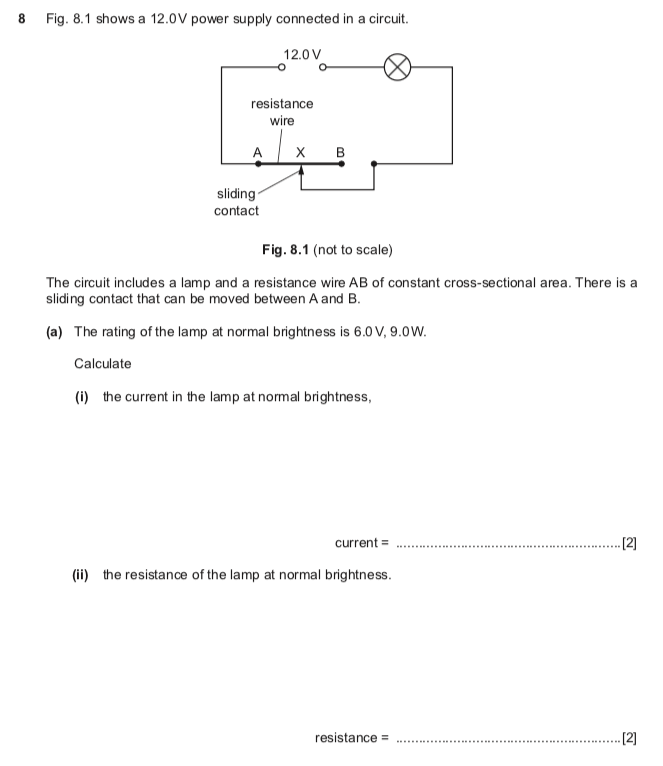 8 Fig. 8.1 shows a 12.0V power supply connected in a circuit.
12.0V
resistance
wire
A X B
sliding
contact
Fig. 8.1 (not to scale)
The circuit includes a lamp and a resistance wire AB of constant cross-sectional area. There is a
sliding contact that can be moved between A and B.
(a) The rating of the lamp at normal brightness is 6.0V, 9.0W.
Calculate
(i) the current in the lamp at normal brightness,
current = ............................................................[2]
(ii) the resistance of the lamp at normal brightness.
resistance = ............................................................[2]